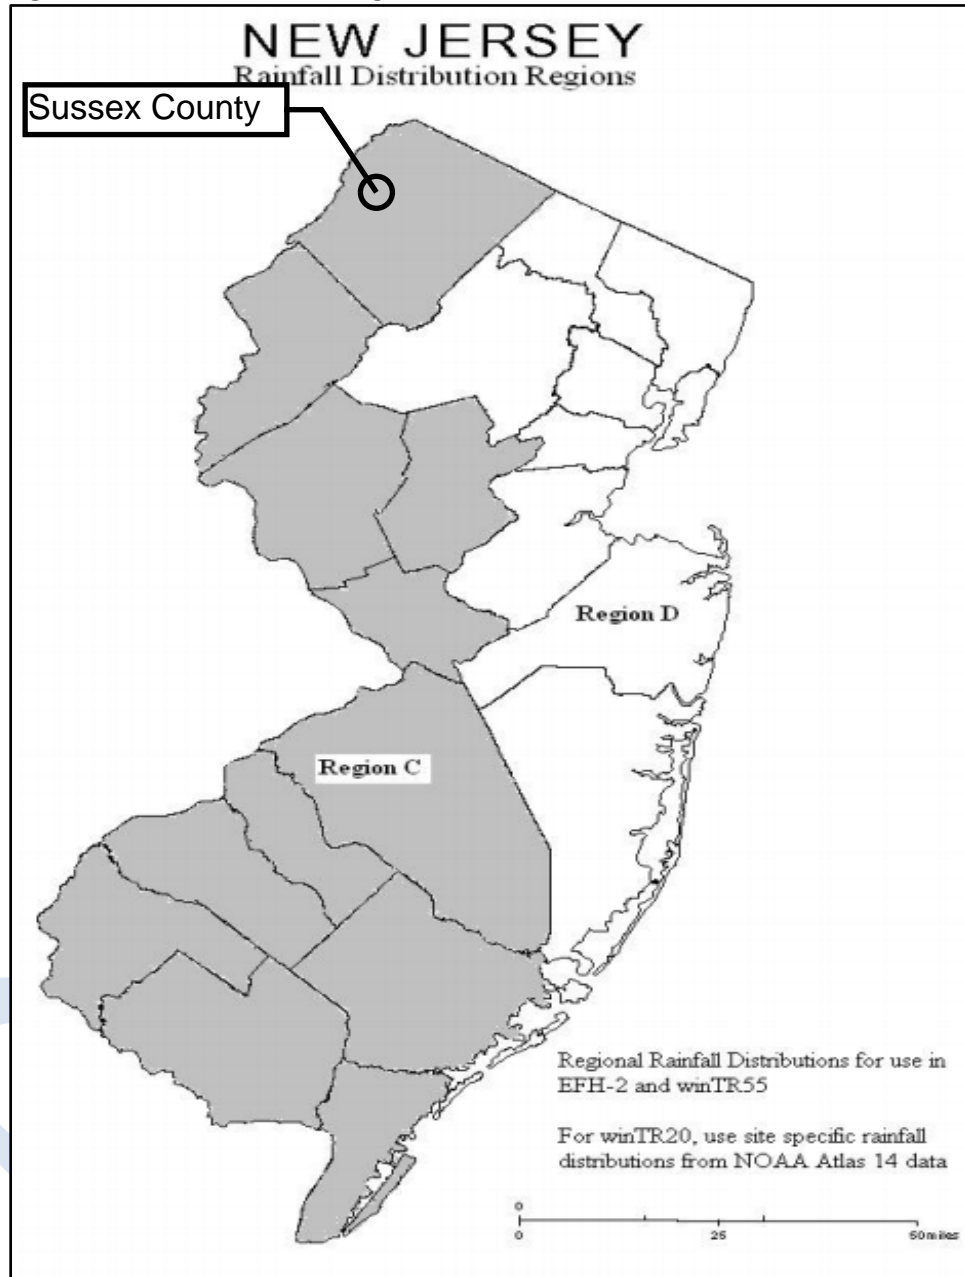 NEW JERSEY
Rainfall Distribution Regions
Sussex County
Region D
Region C
Regional Rainfall Distributions for use in
EFH-2 and winTR55
For winTR20, use site specific rainfall
distributions from NOAA Atlas 14 data
0
0 25 50 miles